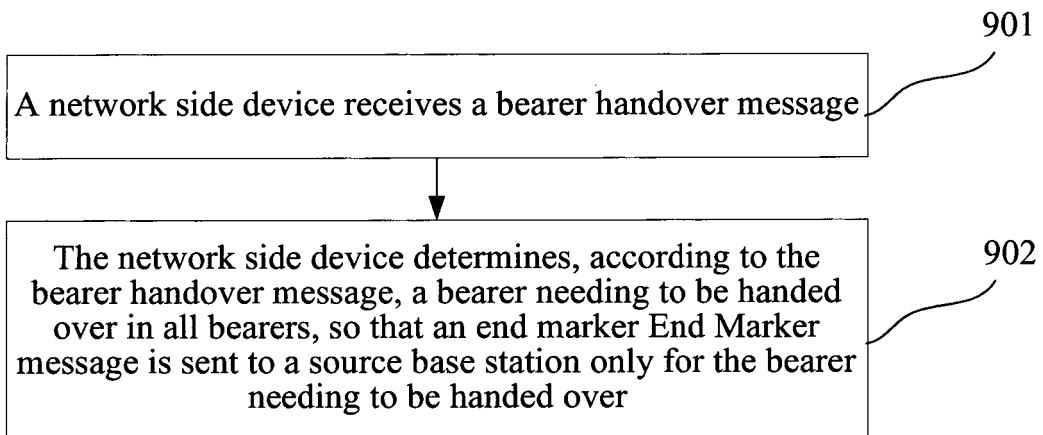 901
A network side device receives a bearer handover message
The network side device determines, according to the
bearer handover message, a bearer needing to be handed
over in all bearers, so that an end marker End Marker
message is sent to a source base station only for the bearer
needing to be handed over
902